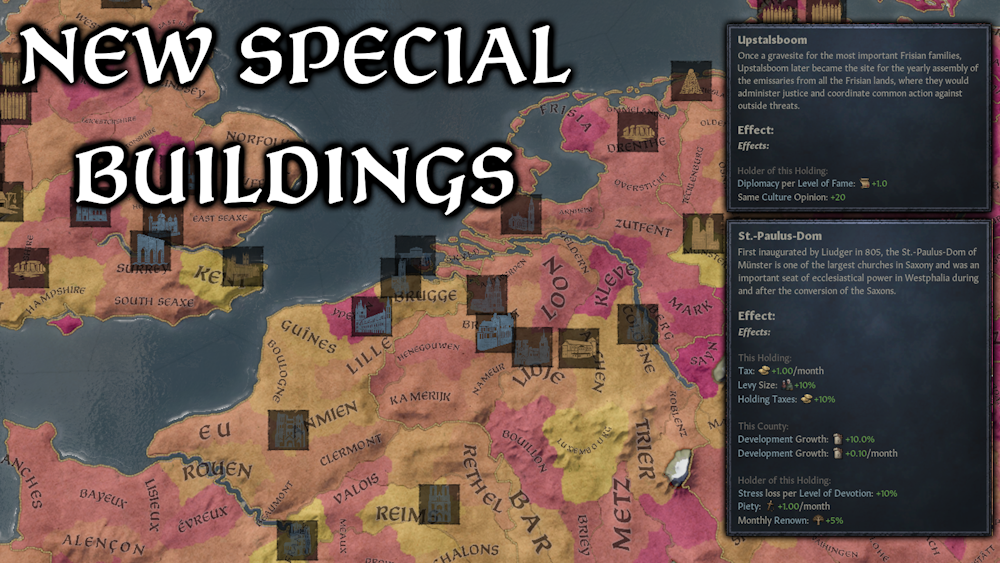 NEW SPECIAL
BUILDINGS
Upstalsboom
Once a gravesite for the most important Frisian families,
Upstalsboom later became the site for the yearly assembly of
the emissaries from all the Frisian lands, where they would
administer justice and coordinate common action against
outside threats.
Effect:
Effects:
Holder of this Holding:
Diplomacy per Level of Fame: +1.0
Same Culture Opinion: +20
St.-Paulus-Dom
First inaugurated by Liudger in 805, the St.-Paulus-Dom of
Münster is one of the largest churches in Saxony and was an
important seat of ecclesiastical power in Westphalia during
and after the conversion of the Saxons.
Effect:
Effects:
This Holding:
Tax: +1.00/month
Levy Size: +10%
Holding Taxes: +10%
This County:
Development Growth: +10.0%
Development Growth: +0.10/month
Holder of this Holding:
Stress loss per Level of Devotion: +10%
Piety: +1.00/month
Monthly Renown: +5%
NORFOLK
EAST SEAXE
SURREY
HAMPSHIRE
SOUTH SEAXE
FRISIA
DRENTHE
OVERSTICHT
ZUTFENT
GELDERN
LOON
KLEVE
MARK
BERG
SAYN
BRUGGE
GUINES
BOULOGNE
LILLE
HENEGOUWEN
NAMEUR
KAMERIJK
EU
AMIEN
CLERMONT
ROUEN
VALOIS
BAYEUX
LISIEUX
ÉVREUX
ALENÇON
MEAUX
REIMS
RETHEL
BOUILLON
LUXEMBOURG
TRIER
KOBLENZ
BAR
METZ
BRIEY